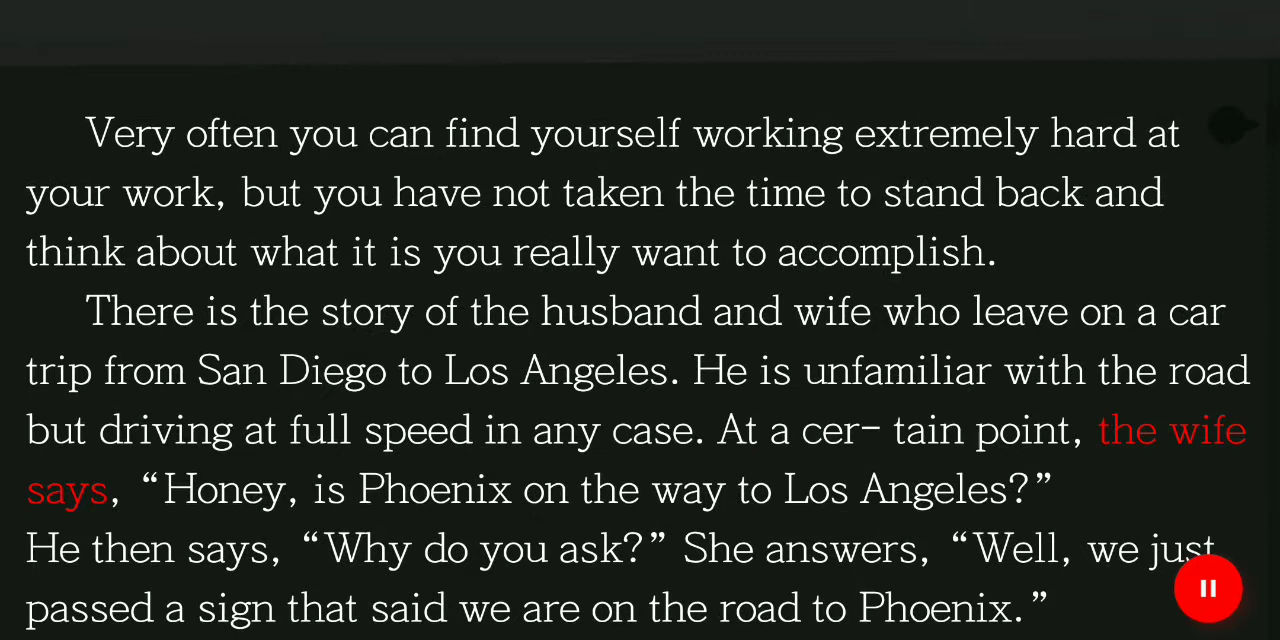 Very often you can find yourself working extremely hard at
your work, but you have not taken the time to stand back and
think about what it is you really want to accomplish.
There is the story of the husband and wife who leave on a car
trip from San Diego to Los Angeles. He is unfamiliar with the road
but driving at full speed in any case. At a cer- tain point, the wife
says, “Honey, is Phoenix on the way to Los Angeles?”
He then says, “Why do you ask?” She answers, “Well, we just
passed a sign that said we are on the road to Phoenix.”